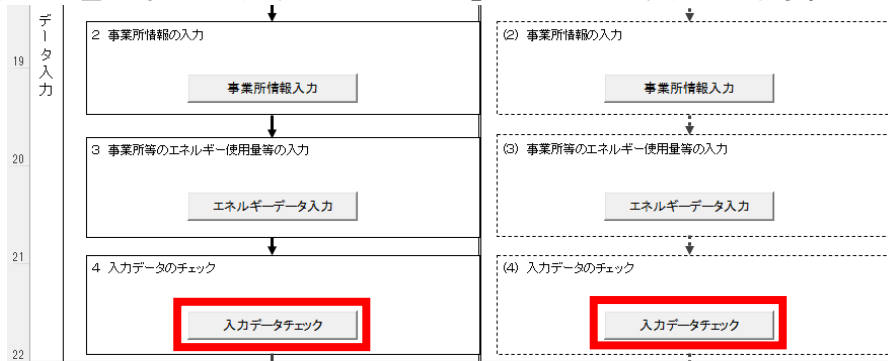 データ入力
19
20
21
22
2 事業所情報の入力
事業所情報入力
3 事業所等のエネルギー使用量等の入力
エネルギーデータ入力
4 入力データのチェック
入力データチェック
(2) 事業所情報の入力
事業所情報入力
(3) 事業所等のエネルギー使用量等の入力
エネルギーデータ入力
(4) 入力データのチェック
入力データチェック